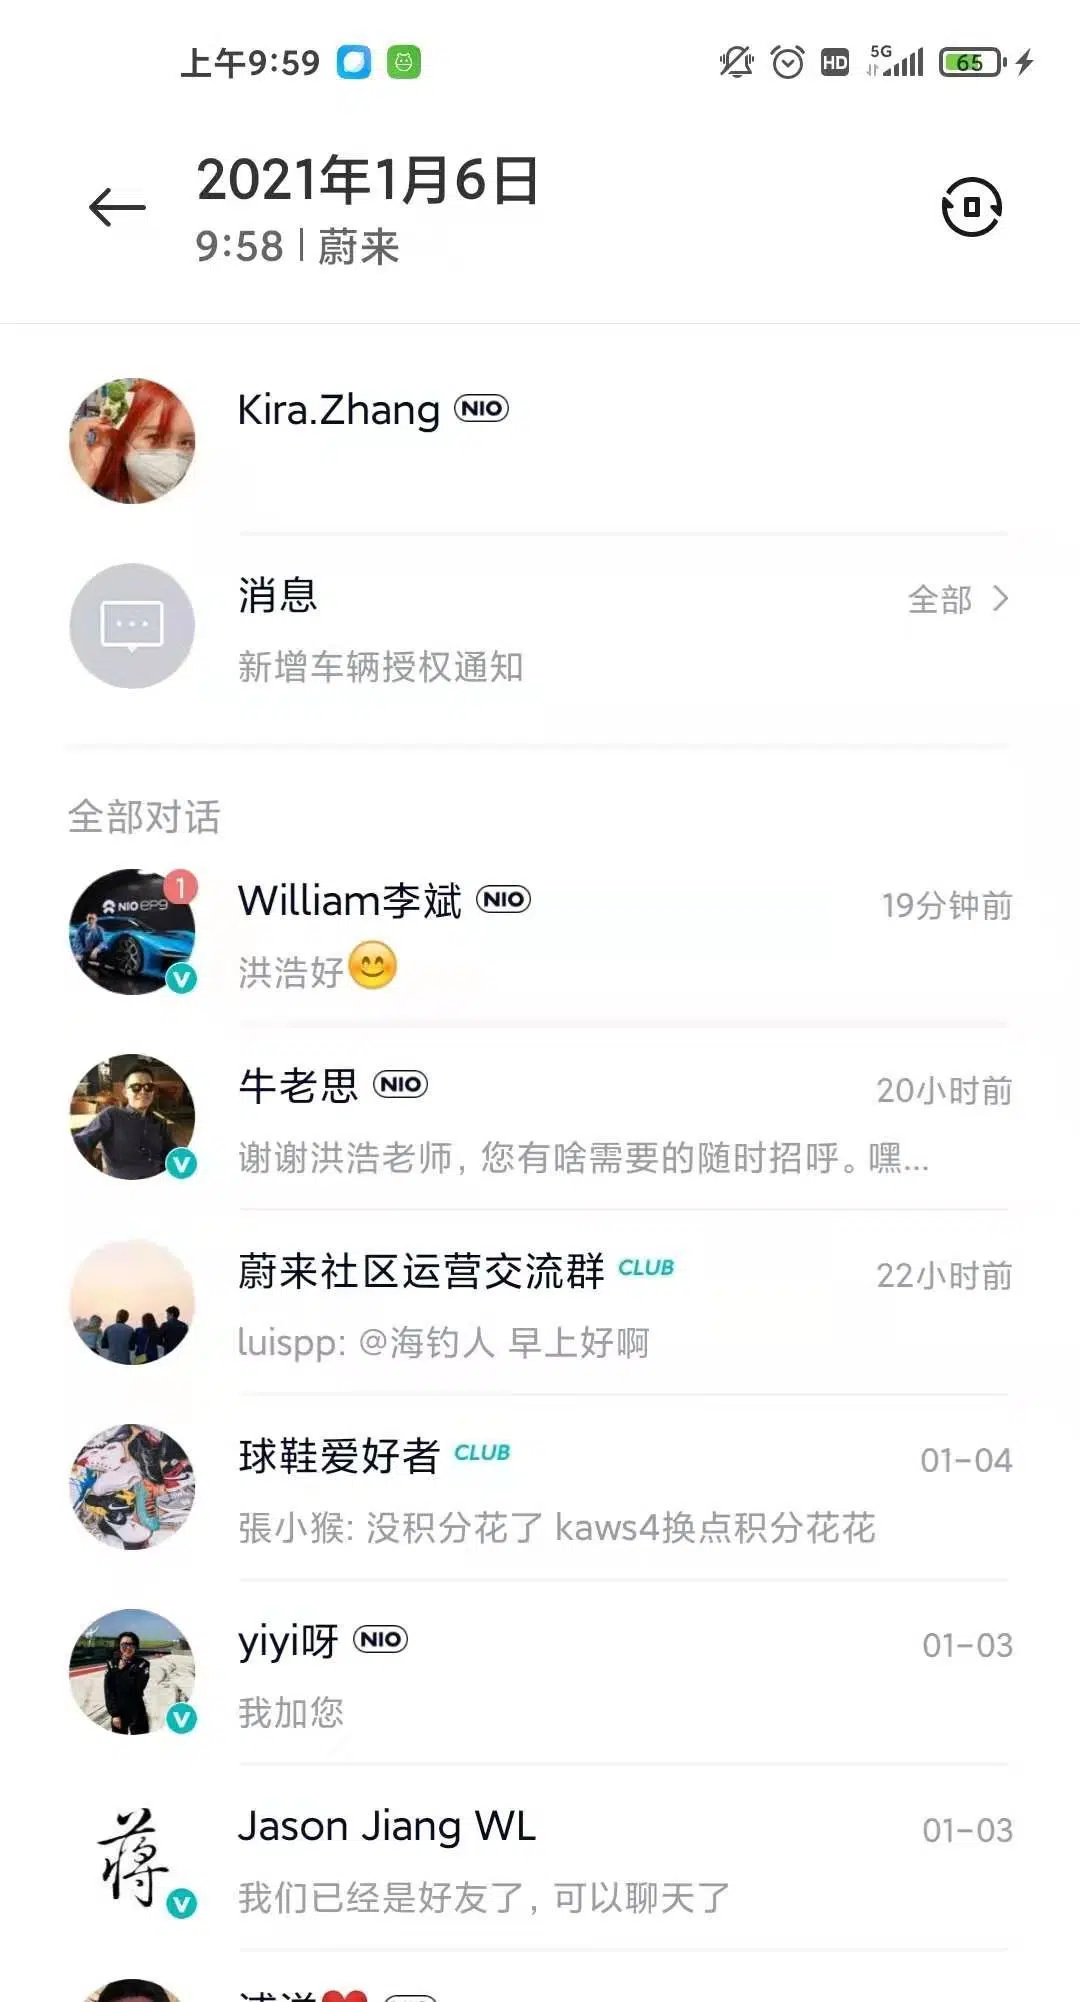 上午9:59
HD
5G
65
2021年1月6日
9:58 | 蔚来
Kira.Zhang NIO
消息
全部
新增车辆授权通知
全部对话
NIO EP9
1
William李斌 NIO
19分钟前
洪浩好😊
牛老思 NIO
20小时前
谢谢洪浩老师，您有啥需要的随时招呼。嘿...
蔚来社区运营交流群 CLUB
22小时前
luispp: @海钓人 早上好啊
球鞋爱好者 CLUB
01-04
張小猴: 没积分花了 kaws4换点积分花花
yiyi呀 NIO
01-03
我加您
蒋
Jason Jiang WL
01-03
我们已经是好友了，可以聊天了